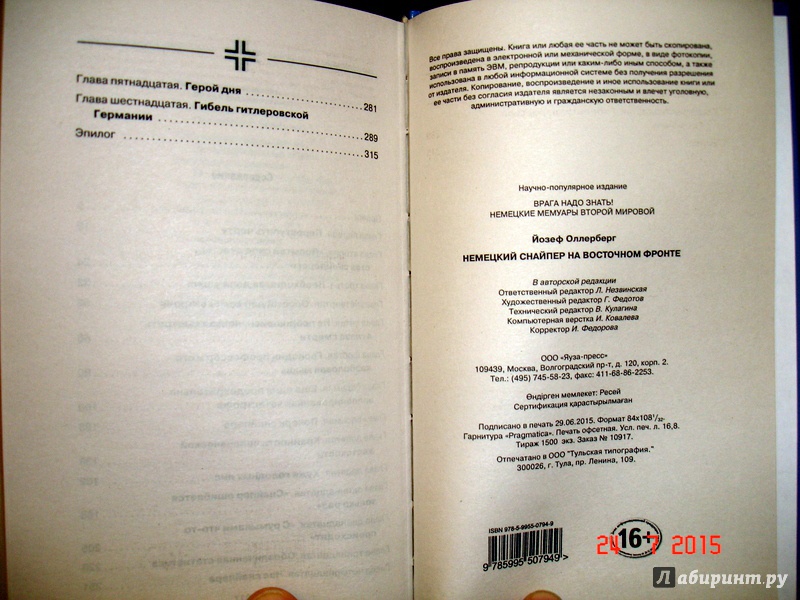 Глава пятнадцатая. Герой дня ........................ 281
Глава шестнадцатая. Гибель гитлеровской
Германии ........................ 289
Эпилог ........................ 315
Все права защищены. Книга или любая ее часть не может быть скопирована,
воспроизведена в электронной или механической форме, в виде фотокопии,
записи в память ЭВМ, репродукции или каким-либо иным способом, а также
использована в любой информационной системе без получения разрешения
от издателя. Копирование, воспроизведение и иное использование книги или
ее части без согласия издателя является незаконным и влечет уголовную,
административную и гражданскую ответственность.
Научно-популярное издание
ВРАГА НАДО ЗНАТЬ!
НЕМЕЦКИЕ МЕМУАРЫ ВТОРОЙ МИРОВОЙ
Йозеф Оллерберг
НЕМЕЦКИЙ СНАЙПЕР НА ВОСТОЧНОМ ФРОНТЕ
В авторской редакции
Ответственный редактор Л. Незвинская
Художественный редактор Г. Федотов
Технический редактор В. Кулагина
Компьютерная верстка И. Ковалева
Корректор И. Федорова
ООО «Яуза-пресс»
109439, Москва, Волгоградский пр-т, д. 120, корп. 2.
Тел.: (495) 745-58-23, факс: 411-68-86-2253.
Өндірген мемлекет: Ресей
Сертификация қарастырылмаған
Подписано в печать 29.06.2015. Формат 84x108 1/32.
Гарнитура «Pragmatica». Печать офсетная. Усл. печ. л. 16,8.
Тираж 1500 экз. Заказ № 10917.
Отпечатано в ООО "Тульская типография".
300026, г. Тула, пр. Ленина, 109.
ISBN 978-5-9955-0794-9
9 785995 507949
16+
24 7 2015
Лабиринт.ру